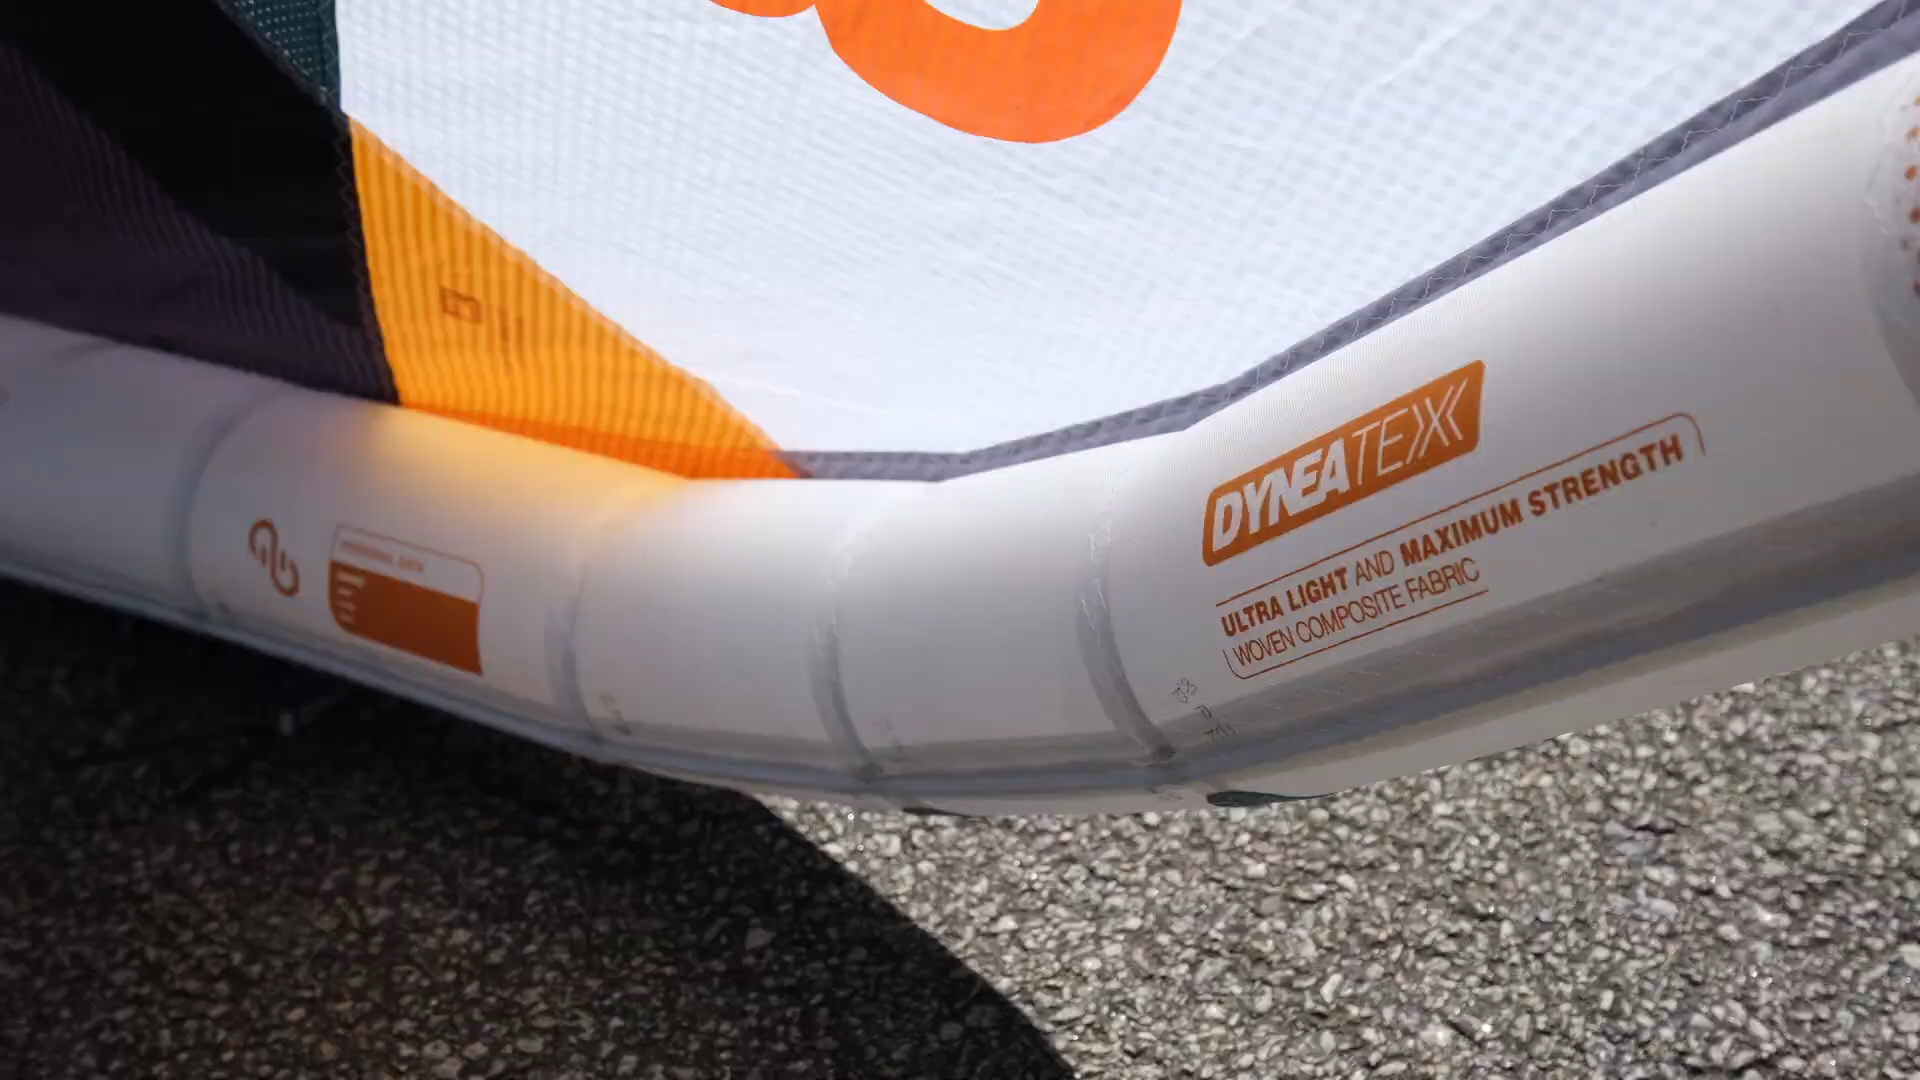 DYNEATEX
ULTRA LIGHT AND MAXIMUM STRENGTH
WOVEN COMPOSITE FABRIC